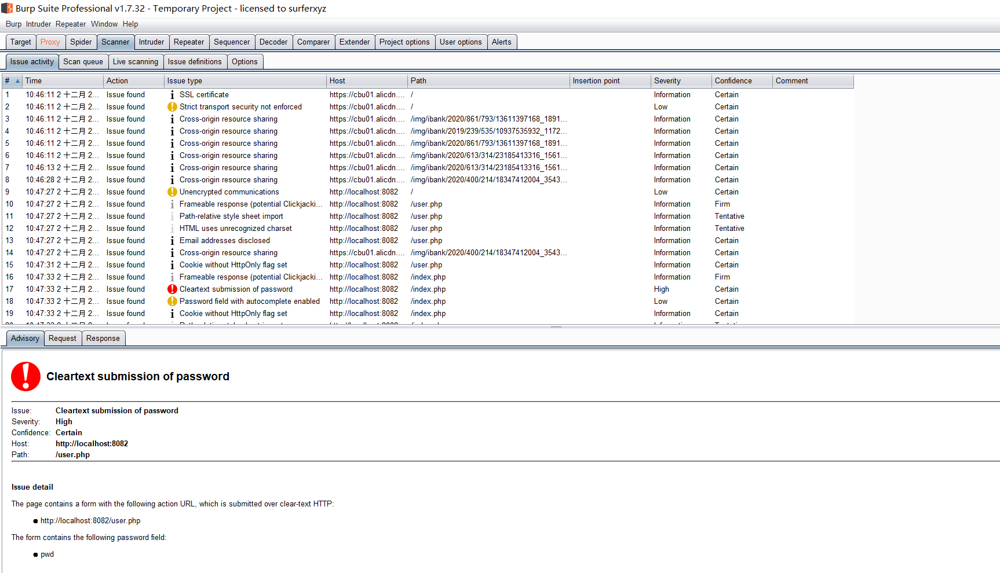 Burp Suite Professional v1.7.32 - Temporary Project - licensed to surferxyz
Burp Intruder Repeater Window Help
Target Proxy Spider Scanner Intruder Repeater Sequencer Decoder Comparer Extender Project options User options Alerts
Issue activity Scan queue Live scanning Issue definitions Options
# Time Action Issue type Host Path Insertion point Severity Confidence Comment
1 10:46:11 2 十二月 2... Issue found SSL certificate https://cbu01.alicdn.... / Information Certain
2 10:46:11 2 十二月 2... Issue found Strict transport security not enforced https://cbu01.alicdn.... / Low Certain
3 10:46:11 2 十二月 2... Issue found Cross-origin resource sharing https://cbu01.alicdn.... /img/ibank/2020/861/793/13611397168_1891... Information Certain
4 10:46:11 2 十二月 2... Issue found Cross-origin resource sharing https://cbu01.alicdn.... /img/ibank/2019/239/535/10937535932_1172... Information Certain
5 10:46:11 2 十二月 2... Issue found Cross-origin resource sharing https://cbu01.alicdn.... /img/ibank/2020/861/793/13611397168_1891... Information Certain
6 10:46:11 2 十二月 2... Issue found Cross-origin resource sharing https://cbu01.alicdn.... /img/ibank/2020/613/314/23185413316_1561... Information Certain
7 10:46:13 2 十二月 2... Issue found Cross-origin resource sharing https://cbu01.alicdn.... /img/ibank/2020/613/314/23185413316_1561... Information Certain
8 10:46:28 2 十二月 2... Issue found Cross-origin resource sharing https://cbu01.alicdn.... /img/ibank/2020/400/214/18347412004_3543... Information Certain
9 10:47:27 2 十二月 2... Issue found Unencrypted communications http://localhost:8082 / Low Certain
10 10:47:27 2 十二月 2... Issue found Frameable response (potential Clickjacki... http://localhost:8082 /user.php Information Firm
11 10:47:27 2 十二月 2... Issue found Path-relative style sheet import http://localhost:8082 /user.php Information Tentative
12 10:47:27 2 十二月 2... Issue found HTML uses unrecognized charset http://localhost:8082 /user.php Information Tentative
13 10:47:27 2 十二月 2... Issue found Email addresses disclosed http://localhost:8082 /user.php Information Certain
14 10:47:27 2 十二月 2... Issue found Cross-origin resource sharing https://cbu01.alicdn.... /img/ibank/2020/400/214/18347412004_3543... Information Certain
15 10:47:31 2 十二月 2... Issue found Cookie without HttpOnly flag set http://localhost:8082 /user.php Information Certain
16 10:47:33 2 十二月 2... Issue found Frameable response (potential Clickjacki... http://localhost:8082 /index.php Information Firm
17 10:47:33 2 十二月 2... Issue found Cleartext submission of password http://localhost:8082 /index.php High Certain
18 10:47:33 2 十二月 2... Issue found Password field with autocomplete enabled http://localhost:8082 /index.php Low Certain
19 10:47:33 2 十二月 2... Issue found Cookie without HttpOnly flag set http://localhost:8082 /index.php Information Certain
Advisory Request Response
Cleartext submission of password
Issue: Cleartext submission of password
Severity: High
Confidence: Certain
Host: http://localhost:8082
Path: /user.php
Issue detail
The page contains a form with the following action URL, which is submitted over clear-text HTTP:
● http://localhost:8082/user.php
The form contains the following password field:
● pwd